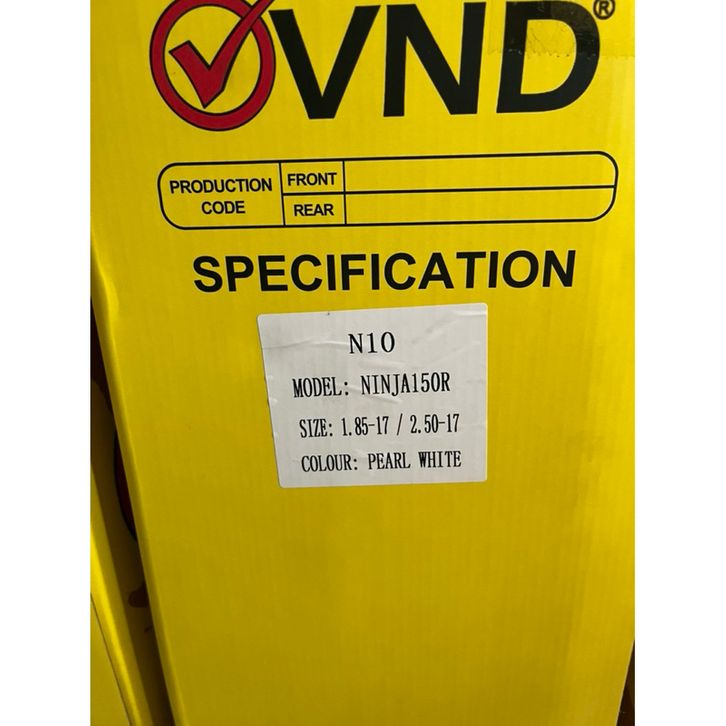 VND®
PRODUCTION CODE
FRONT
REAR
SPECIFICATION
N10
MODEL: NINJA150R
SIZE: 1.85-17 / 2.50-17
COLOUR: PEARL WHITE